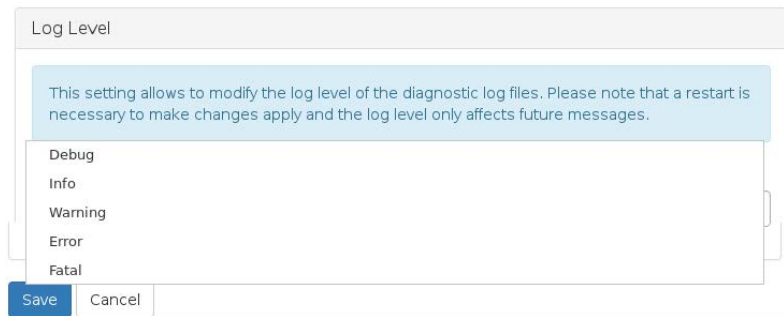 Log Level
This setting allows to modify the log level of the diagnostic log files. Please note that a restart is
necessary to make changes apply and the log level only affects future messages.
Debug
Info
Warning
Error
Fatal
Save
Cancel